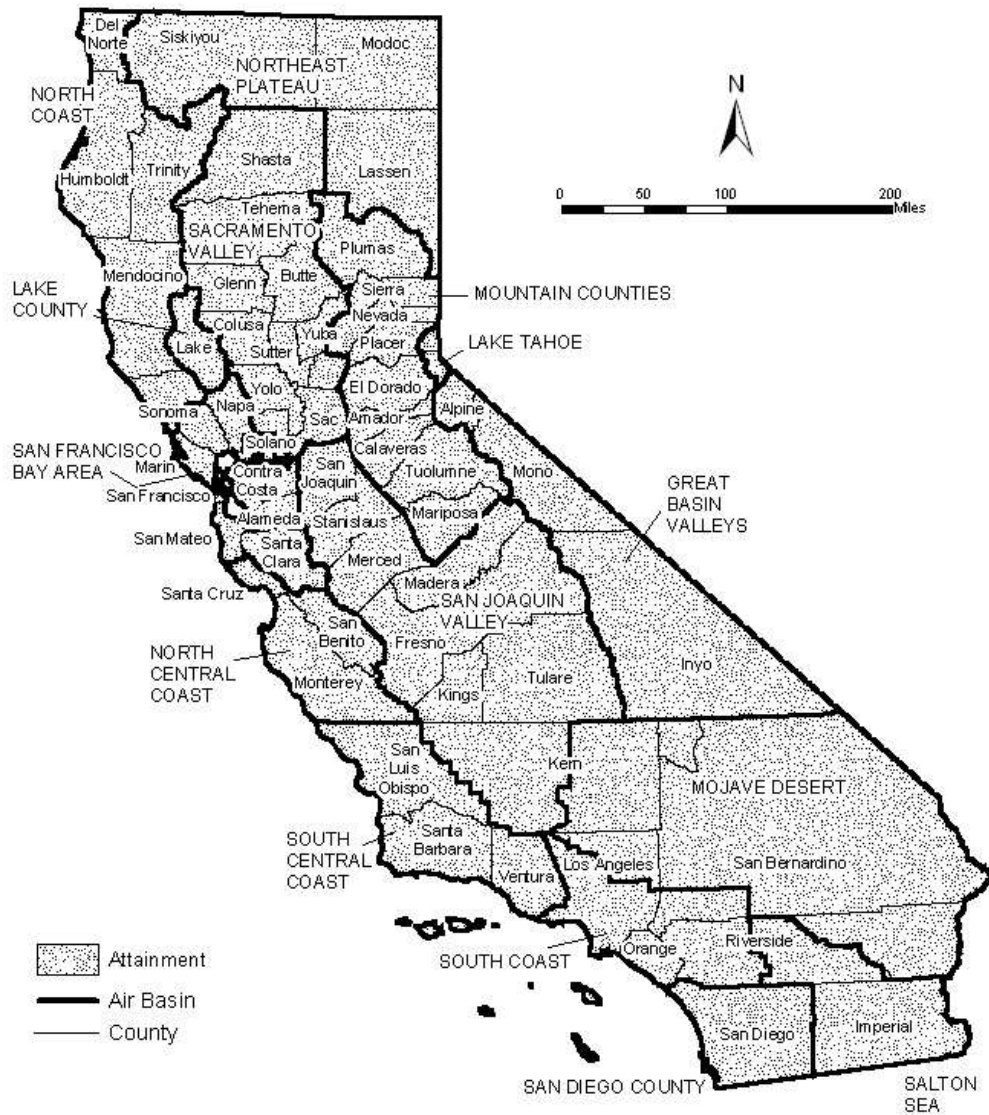 Del
Norte
Siskiyou
Modoc
NORTHEAST
PLATEAU
NORTH
COAST
N
Humboldt
Trinity
Shasta
Lassen
0 50 100 200
Miles
Tehema
SACRAMENTO
VALLEY
Plumas
Mendocino
Glenn
Butte
Sierra
MOUNTAIN COUNTIES
LAKE
COUNTY
Nevada
Colusa
Yuba
Placer
Lake
Sutter
LAKE TAHOE
Yolo
El Dorado
Napa
Sonoma
Sac
Amador
Alpine
Solano
SAN FRANCISCO
BAY AREA
Calaveras
Marin
Contra
Costa
San
Joaquin
Tuolumne
Mono
GREAT
BASIN
VALLEYS
San Francisco
Alameda
Stanislaus
Mariposa
San Mateo
Santa
Clara
Merced
Madera
Santa Cruz
SAN JOAQUIN
VALLEY
San
Benito
Fresno
NORTH
CENTRAL
COAST
Inyo
Monterey
Kings
Tulare
San
Luis
Obispo
Kern
MOJAVE DESERT
SOUTH
CENTRAL
COAST
Santa
Barbara
Ventura
Los Angeles
San Bernardino
Orange
Riverside
SOUTH COAST
Attainment
Air Basin
County
San Diego
Imperial
SAN DIEGO COUNTY
SALTON
SEA